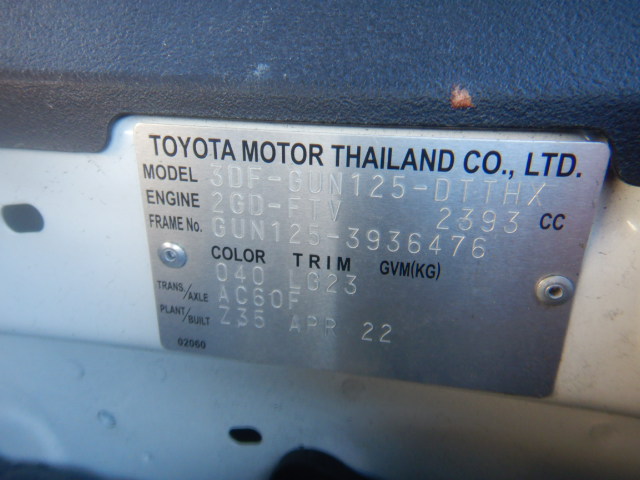 TOYOTA MOTOR THAILAND CO., LTD.
MODEL 3DF-GUN125-DTTHX
ENGINE 2GD-FTV 2393 CC
FRAME No. GUN125-3936476
COLOR TRIM GVM(KG)
040 LG23
TRANS/AXLE AC60F
PLANT/BUILT Z35 APR 22
02060